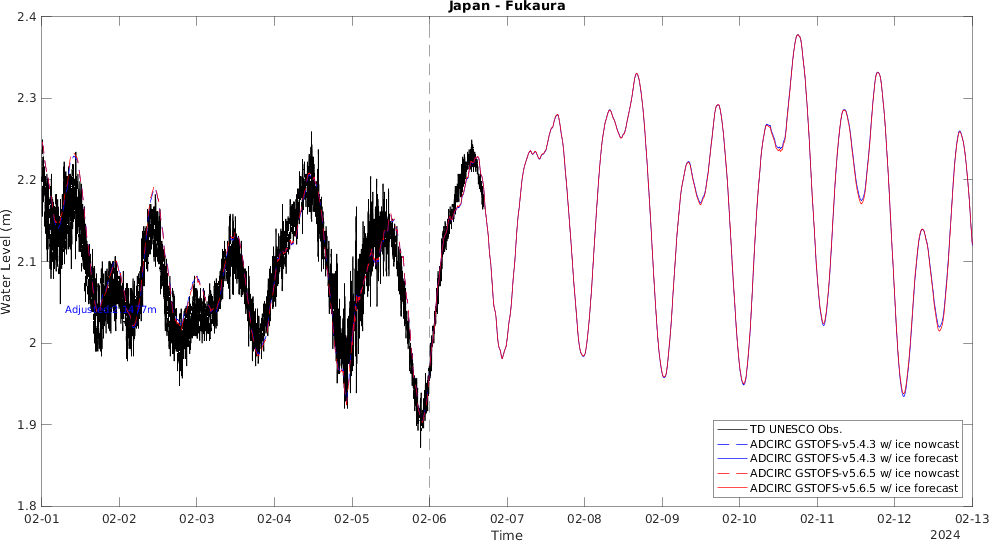 Japan - Fukaura
Water Level (m)
2.4
2.3
2.2
2.1
2
1.9
1.8
TD UNESCO Obs.
ADCIRC GSTOFS-v5.4.3 w/ ice nowcast
ADCIRC GSTOFS-v5.4.3 w/ ice forecast
ADCIRC GSTOFS-v5.6.5 w/ ice nowcast
ADCIRC GSTOFS-v5.6.5 w/ ice forecast
02-01 02-02 02-03 02-04 02-05 02-06 02-07 02-08 02-09 02-10 02-11 02-12 02-13
Time
2024